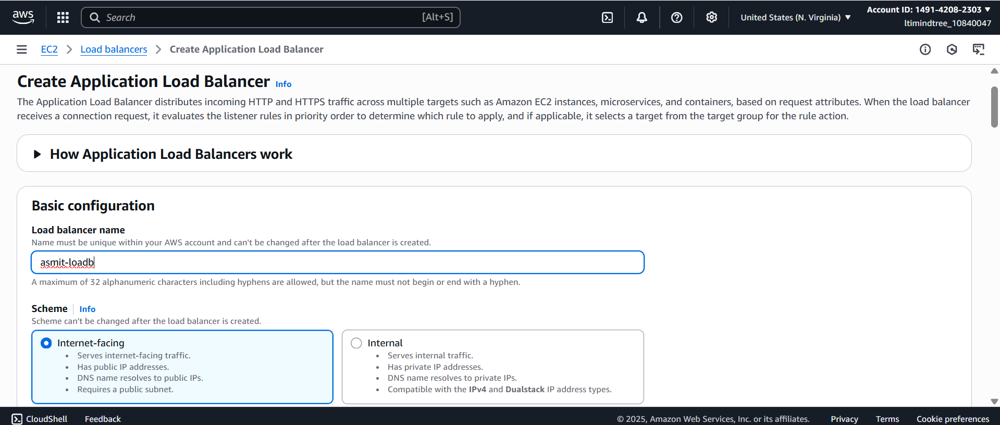 aws
Search [Alt+S]
United States (N. Virginia)
Account ID: 1491-4208-2303
ltimindtree_10840047
EC2 Load balancers Create Application Load Balancer
Create Application Load Balancer Info
The Application Load Balancer distributes incoming HTTP and HTTPS traffic across multiple targets such as Amazon EC2 instances, microservices, and containers, based on request attributes. When the load balancer
receives a connection request, it evaluates the listener rules in priority order to determine which rule to apply, and if applicable, it selects a target from the target group for the rule action.
How Application Load Balancers work
Basic configuration
Load balancer name
Name must be unique within your AWS account and can't be changed after the load balancer is created.
asmit-loadb
A maximum of 32 alphanumeric characters including hyphens are allowed, but the name must not begin or end with a hyphen.
Scheme Info
Scheme can't be changed after the load balancer is created.
Internet-facing
• Serves internet-facing traffic.
• Has public IP addresses.
• DNS name resolves to public IPs.
• Requires a public subnet.
Internal
• Serves internal traffic.
• Has private IP addresses.
• DNS name resolves to private IPs.
• Compatible with the IPv4 and Dualstack IP address types.
CloudShell Feedback © 2025, Amazon Web Services, Inc. or its affiliates. Privacy Terms Cookie preferences